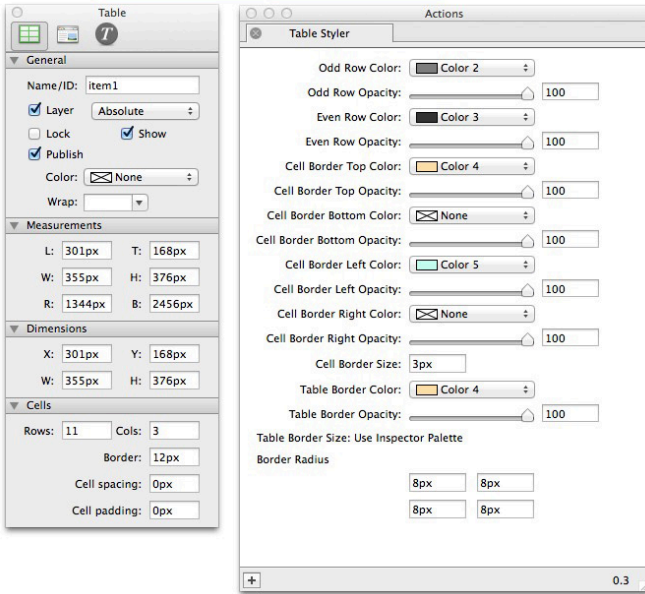 Table
T
General
Name/ID: item1
Layer Absolute
Lock Show
Publish
Color: None
Wrap:
Measurements
L: 301px T: 168px
W: 355px H: 376px
R: 1344px B: 2456px
Dimensions
X: 301px Y: 168px
W: 355px H: 376px
Cells
Rows: 11 Cols: 3
Border: 12px
Cell spacing: 0px
Cell padding: 0px
Actions
Table Styler
Odd Row Color: Color 2
Odd Row Opacity: 100
Even Row Color: Color 3
Even Row Opacity: 100
Cell Border Top Color: Color 4
Cell Border Top Opacity: 100
Cell Border Bottom Color: None
Cell Border Bottom Opacity: 100
Cell Border Left Color: Color 5
Cell Border Left Opacity: 100
Cell Border Right Color: None
Cell Border Right Opacity: 100
Cell Border Size: 3px
Table Border Color: Color 4
Table Border Opacity: 100
Table Border Size: Use Inspector Palette
Border Radius
8px 8px
8px 8px
0.3